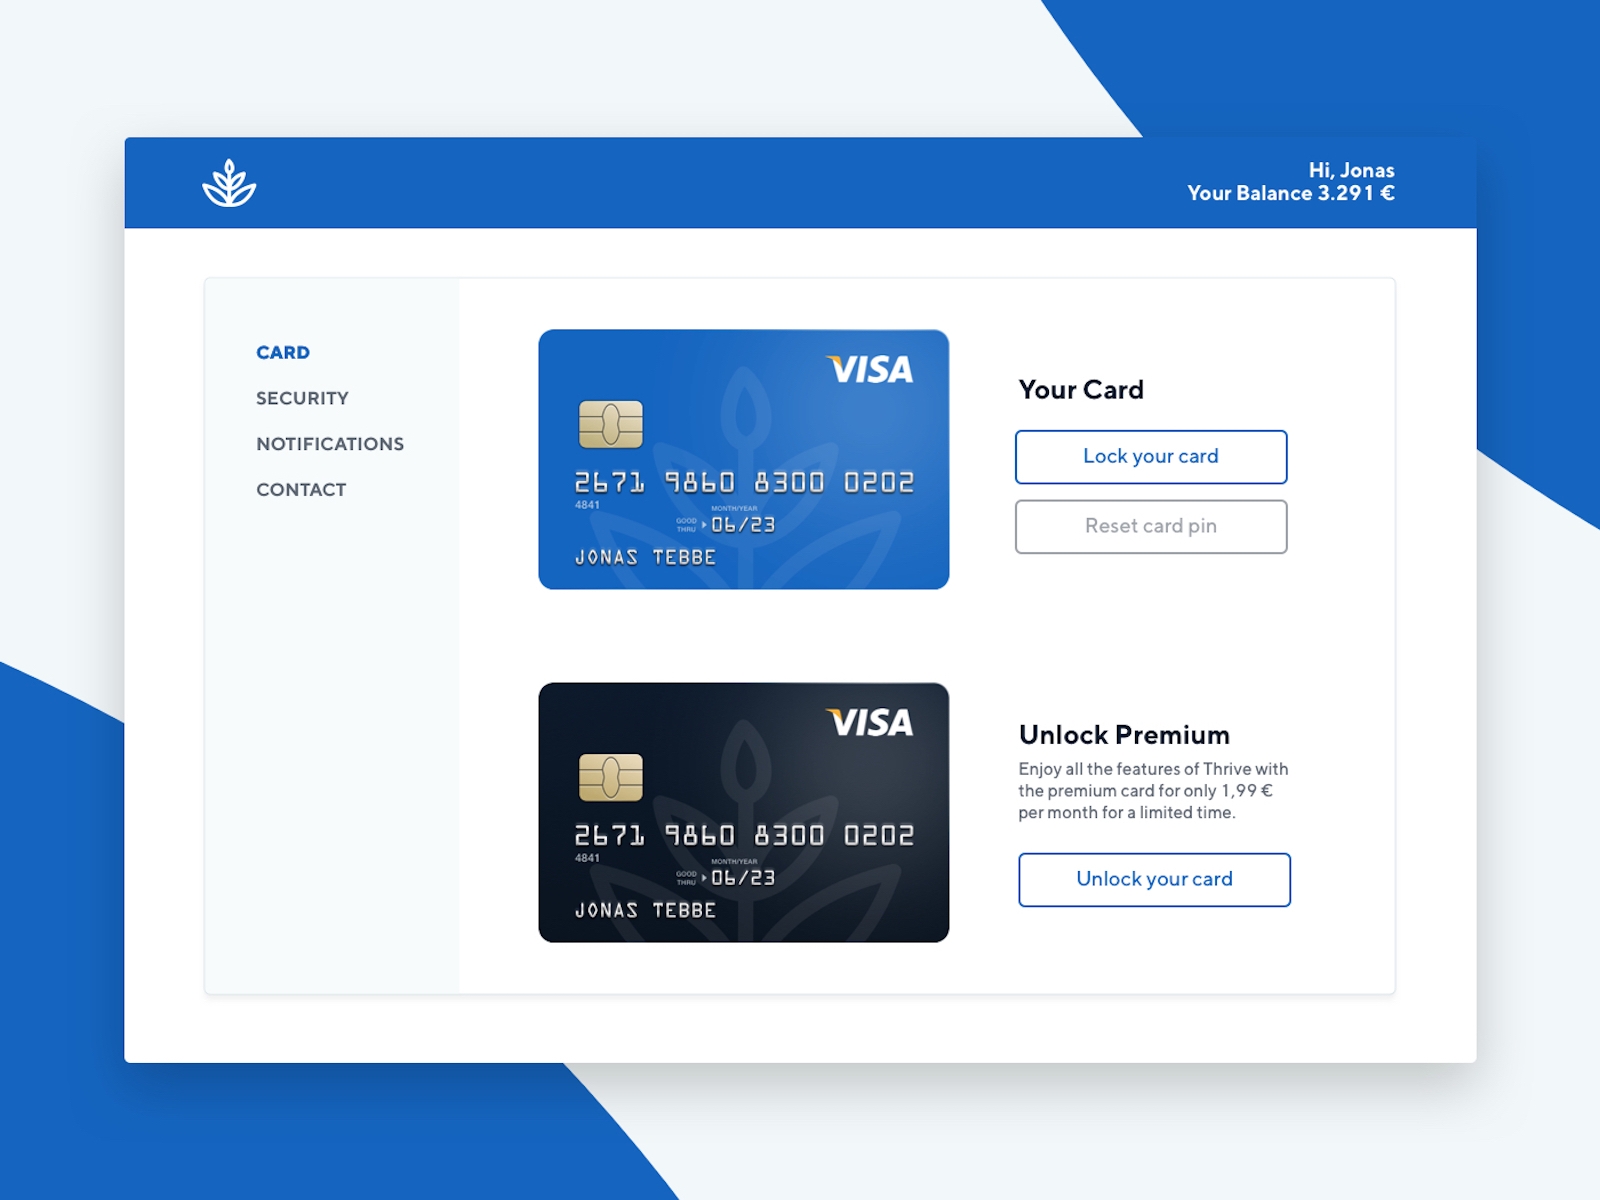 Hi, Jonas
Your Balance 3.291 €
CARD
SECURITY
NOTIFICATIONS
CONTACT
VISA
2671 9860 8300 0202
4841
MONTH/YEAR
GOOD THRU 06/23
JONAS TEBBE
Your Card
Lock your card
Reset card pin
VISA
2671 9860 8300 0202
4841
MONTH/YEAR
GOOD THRU 06/23
JONAS TEBBE
Unlock Premium
Enjoy all the features of Thrive with
the premium card for only 1,99 €
per month for a limited time.
Unlock your card